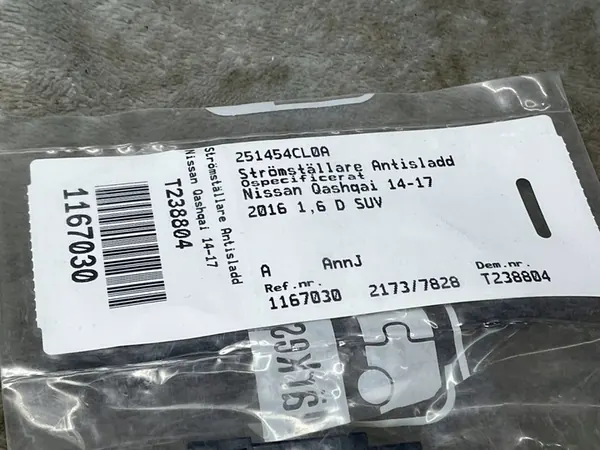 251454CL0A
Strömställare Antisladd
Ospecificerat
Nissan Qashqai 14-17
2016 1,6 D SUV
A AnnJ
Ref.nr. Dem.nr.
1167030 2173/7828 T238804
Strömställare Antisladd
Nissan Qashqai 14-17
T238804
1167030